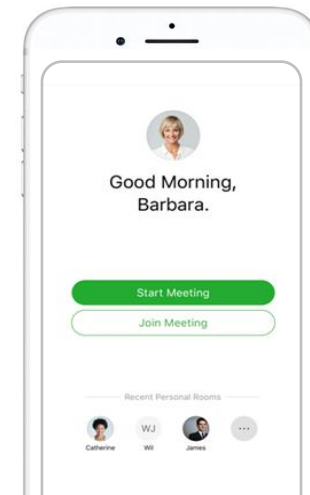 Good Morning,
Barbara.
Start Meeting
Join Meeting
Recent Personal Rooms
WJ
...
Catherine
Wil
James